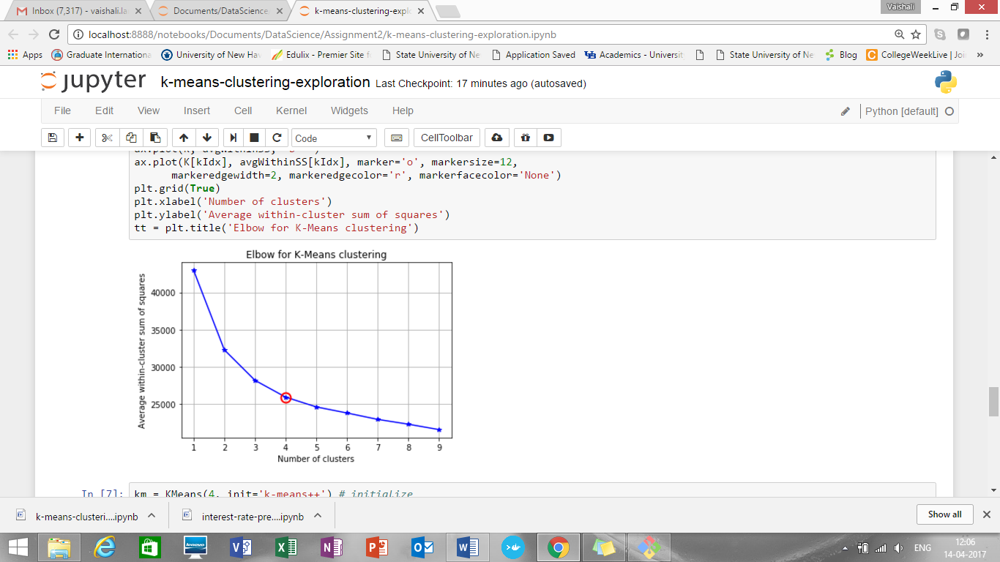 Inbox (7,317) - vaishali.la
Documents/DataScience/
k-means-clustering-explo
Vaishali
localhost:8888/notebooks/Documents/DataScience/Assignment2/k-means-clustering-exploration.ipynb
Apps
Graduate Internationa
University of New Hav
Edulix - Premier Site f
State University of Ne
Application Saved
Academics - Universit
State University of Ne
Blog
CollegeWeekLive | Joi
»
jupyter
k-means-clustering-exploration
Last Checkpoint: 17 minutes ago (autosaved)
File Edit View Insert Cell Kernel Widgets Help
Python [default]
Code
CellToolbar
ax.plot(K[kIdx], avgWithinSS[kIdx], marker='o', markersize=12,
markeredgewidth=2, markeredgecolor='r', markerfacecolor='None')
plt.grid(True)
plt.xlabel('Number of clusters')
plt.ylabel('Average within-cluster sum of squares')
tt = plt.title('Elbow for K-Means clustering')
Elbow for K-Means clustering
Average within-cluster sum of squares
40000
35000
30000
25000
1 2 3 4 5 6 7 8 9
Number of clusters
In [7]:
km = KMeans(4, init='k-means++') # initialize
k-means-clusteri....ipynb
interest-rate-pre....ipynb
Show all
lenovo
ENG
12:06
14-04-2017